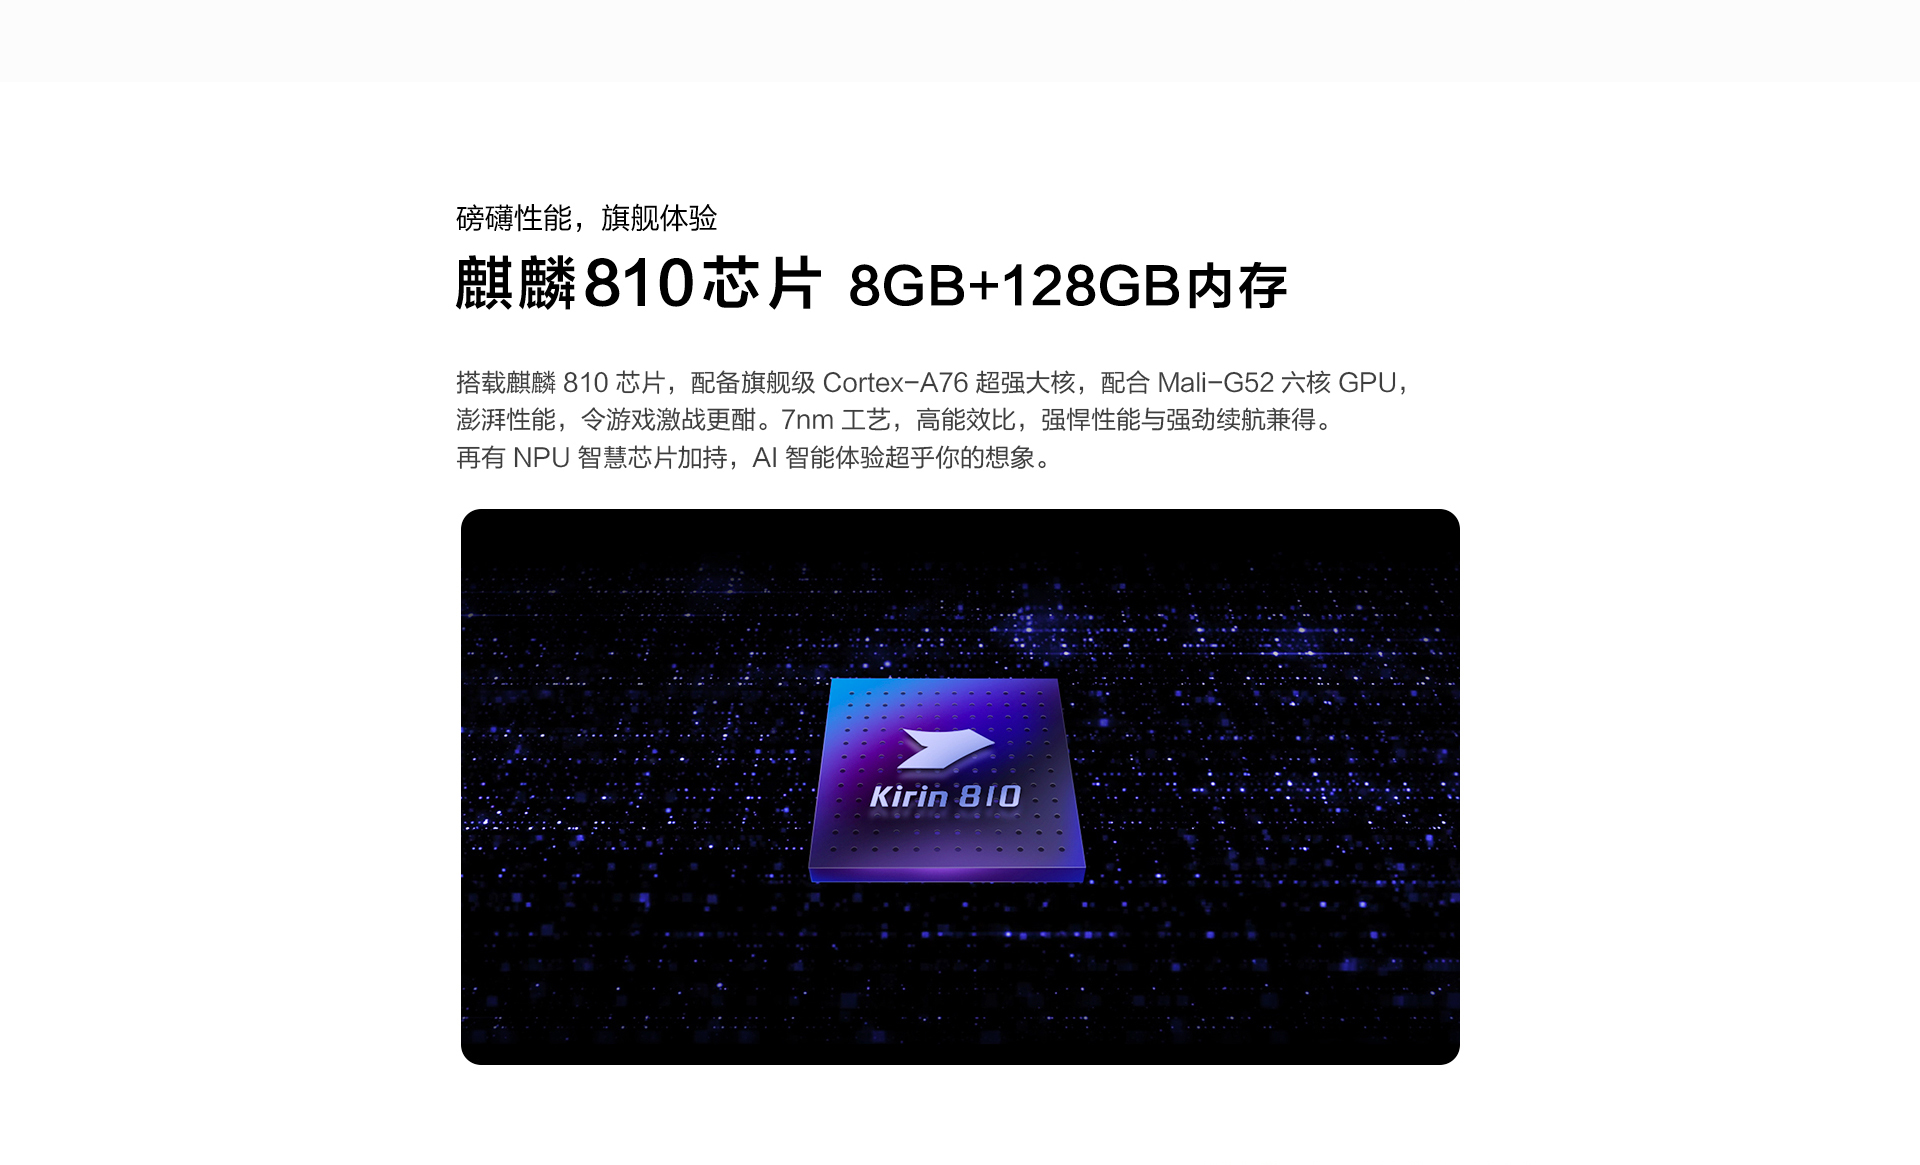 磅礴性能，旗舰体验
麒麟810芯片 8GB+128GB内存
搭载麒麟 810 芯片，配备旗舰级 Cortex-A76 超强大核，配合 Mali-G52 六核 GPU，
澎湃性能，令游戏激战更酣。7nm 工艺，高能效比，强悍性能与强劲续航兼得。
再有 NPU 智慧芯片加持，AI 智能体验超乎你的想象。
Kirin 810